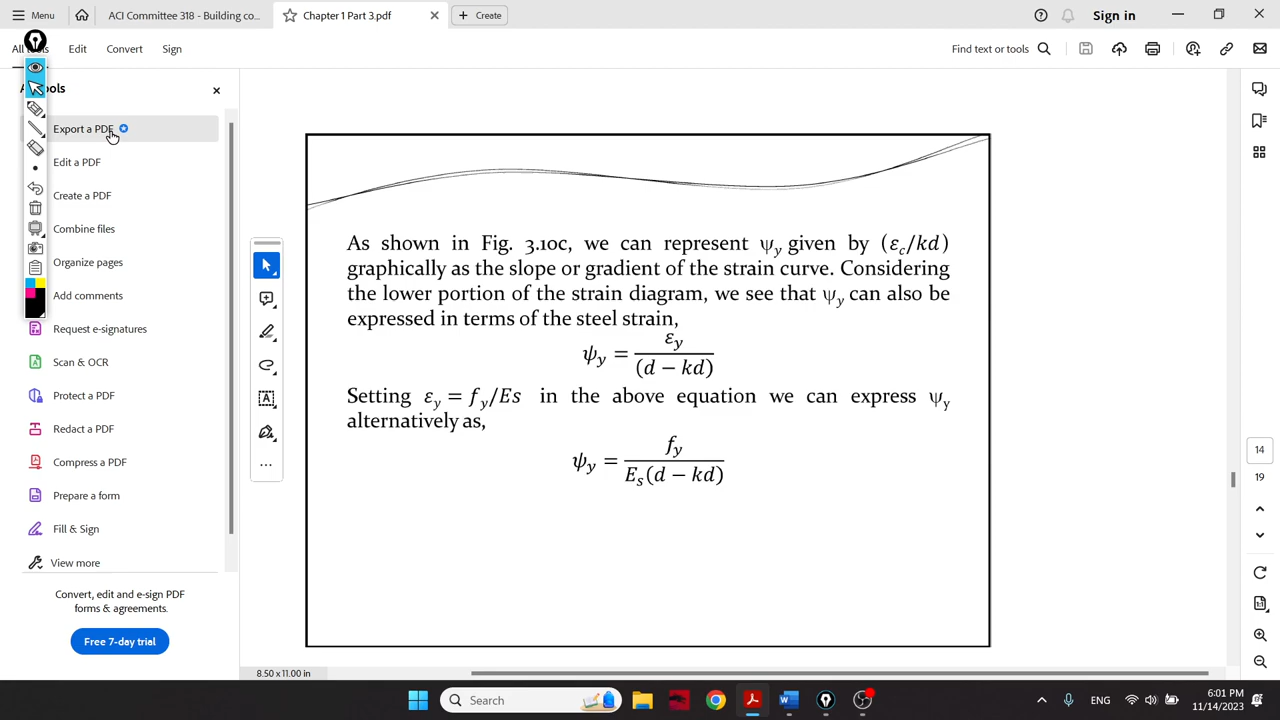 Menu
ACI Committee 318 - Building co...
Chapter 1 Part 3.pdf
Create
Sign in
All tools
Edit
Convert
Sign
Find text or tools
Export a PDF
Edit a PDF
Create a PDF
Combine files
Organize pages
Add comments
Request e-signatures
Scan & OCR
Protect a PDF
Redact a PDF
Compress a PDF
Prepare a form
Fill & Sign
View more
Convert, edit and e-sign PDF
forms & agreements.
Free 7-day trial
As shown in Fig. 3.10c, we can represent ψy given by (εc/kd)
graphically as the slope or gradient of the strain curve. Considering
the lower portion of the strain diagram, we see that ψy can also be
expressed in terms of the steel strain,
ψy = εy / (d − kd)
Setting εy = fy/Es in the above equation we can express ψy
alternatively as,
ψy = fy / Es(d − kd)
14
19
8.50 x 11.00 in
Search
ENG
6:01 PM
11/14/2023